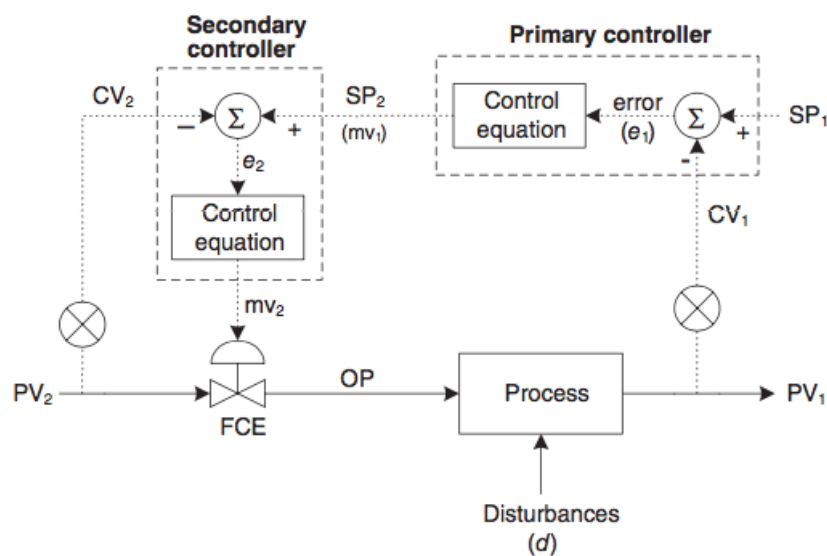 Secondary
controller
Primary controller
CV₂
–
Σ
+
SP₂
(mv₁)
Control
equation
error
(e₁)
Σ
+
-
SP₁
e₂
Control
equation
CV₁
mv₂
PV₂
FCE
OP
Process
PV₁
Disturbances
(d)